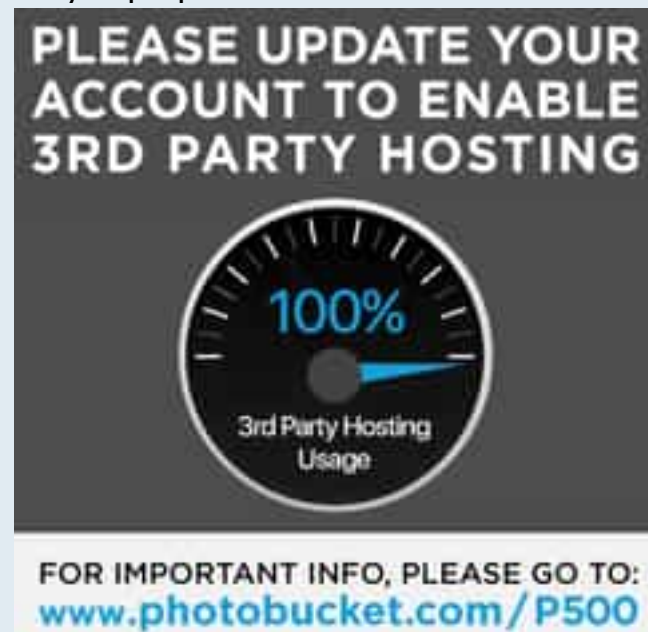 PLEASE UPDATE YOUR
ACCOUNT TO ENABLE
3RD PARTY HOSTING
100%
3rd Party Hosting
Usage
FOR IMPORTANT INFO, PLEASE GO TO:
www.photobucket.com/P500